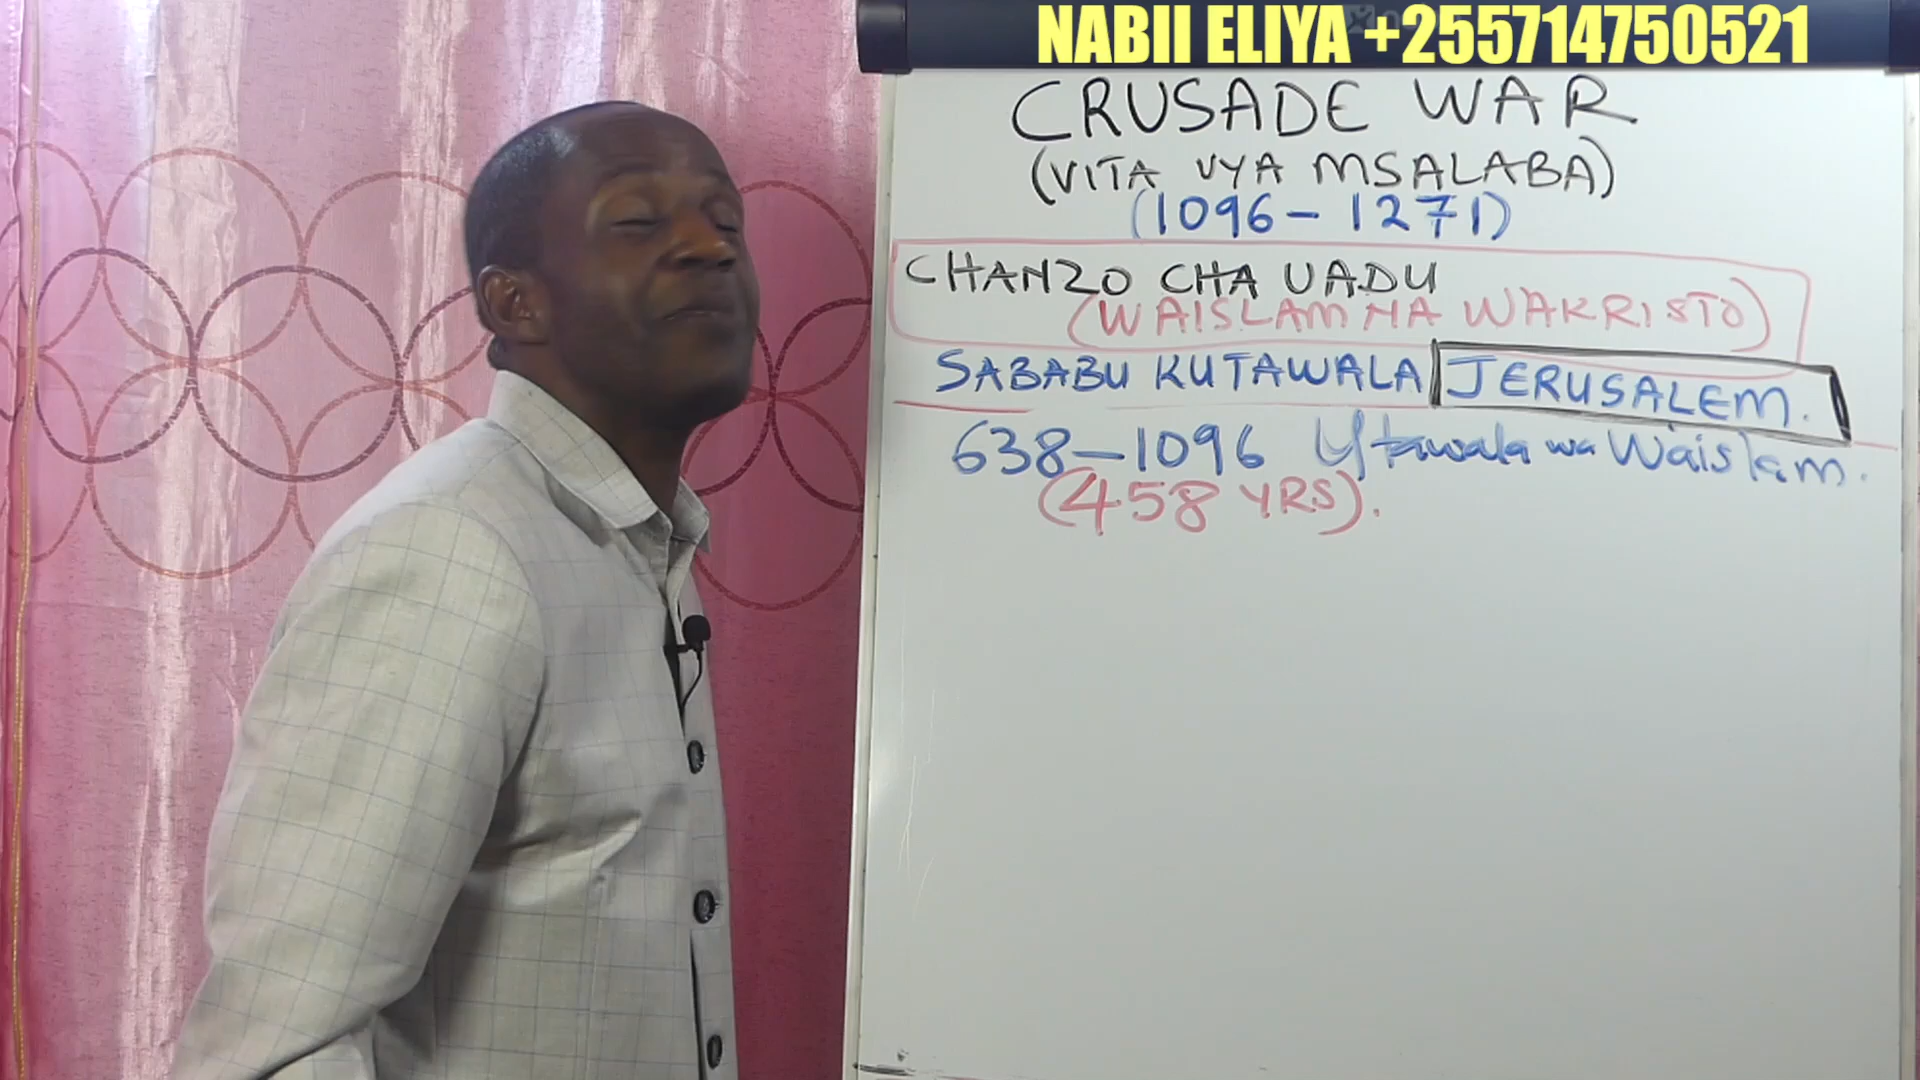 NABII ELIYA +255714750521
CRUSADE WAR
(VITA VYA MSALABA)
(1096-1271)
CHANZO CHA UADU
(WAISLAM NA WAKRISTO)
SABABU KUTAWALA JERUSALEM.
638-1096 Utawala wa Waislam.
(458 YRS).